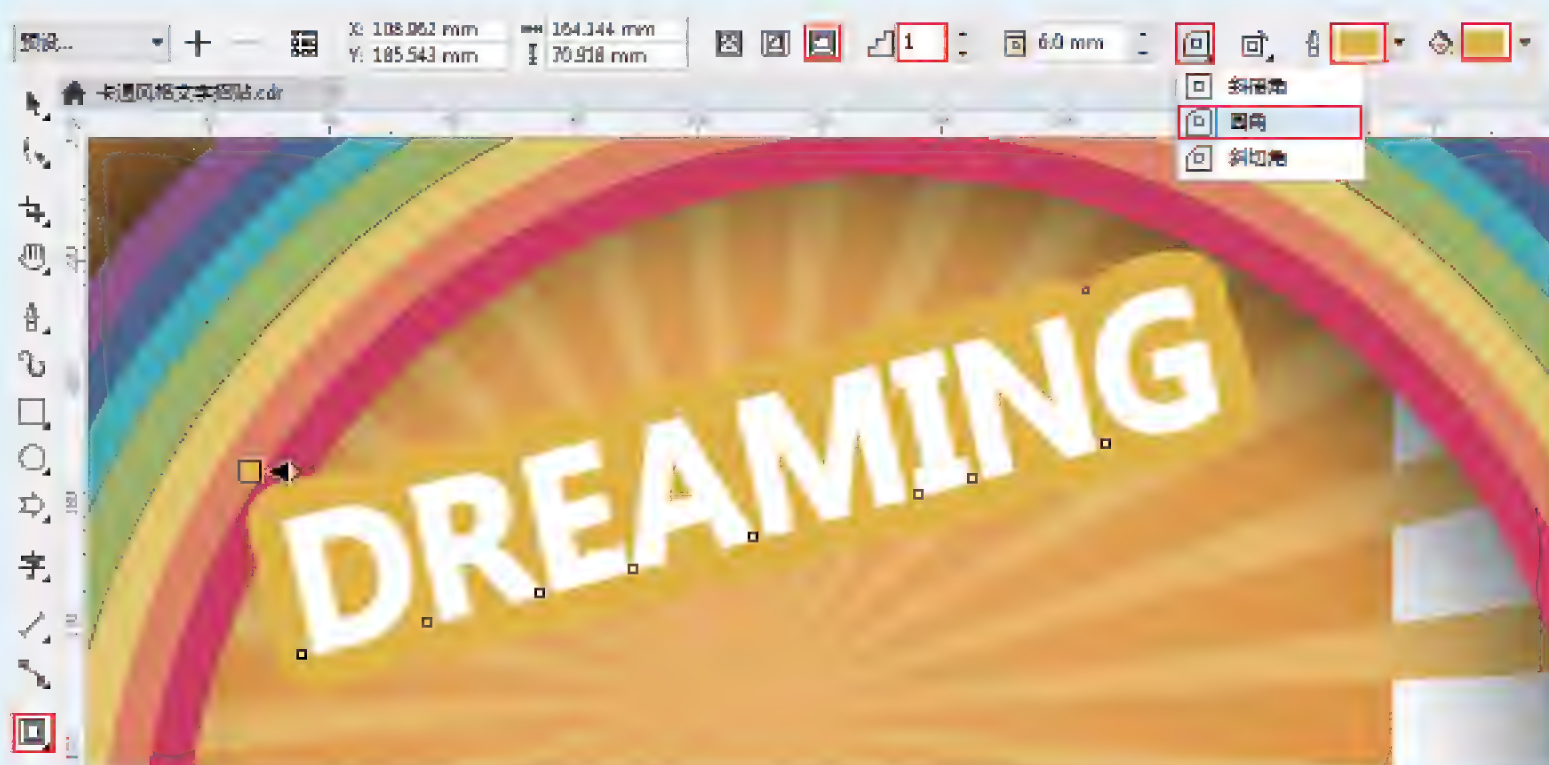 预设...
X: 108.962 mm
Y: 185.543 mm
164.144 mm
70.918 mm
1
6.0 mm
卡通风格文字招贴.cdr
斜接角
圆角
斜切角
DREAMING